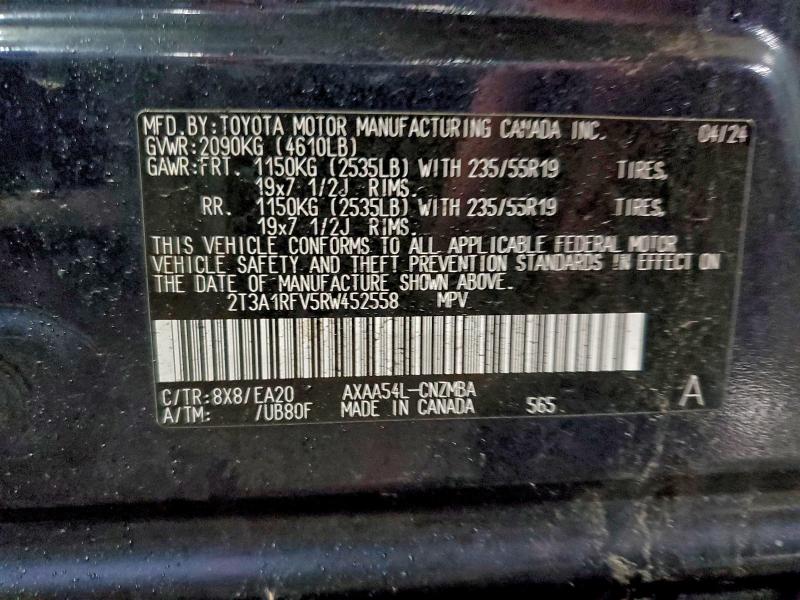 MFD. BY: TOYOTA MOTOR MANUFACTURING CANADA INC. 04/24
GVWR: 2090KG (4610LB)
GAWR: FRT. 1150KG (2535LB) WITH 235/55R19 TIRES,
19x7 1/2J RIMS.
RR. 1150KG (2535LB) WITH 235/55R19 TIRES,
19x7 1/2J RIMS.
THIS VEHICLE CONFORMS TO ALL APPLICABLE FEDERAL MOTOR
VEHICLE SAFETY AND THEFT PREVENTION STANDARDS IN EFFECT ON
THE DATE OF MANUFACTURE SHOWN ABOVE.
2T3A1RFV5RW452558 MPV
C/TR: 8X8/EA20 AXAA54L-CNZMBA
A/TM: /UB80F MADE IN CANADA 565 A